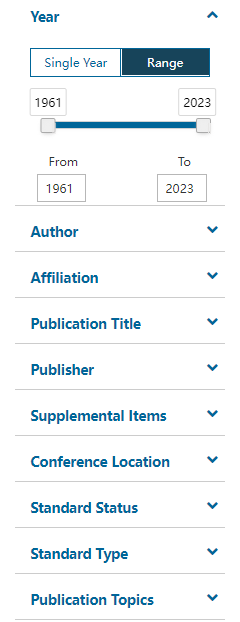 Year
Single Year Range
1961 2023
From To
1961 2023
Author
Affiliation
Publication Title
Publisher
Supplemental Items
Conference Location
Standard Status
Standard Type
Publication Topics